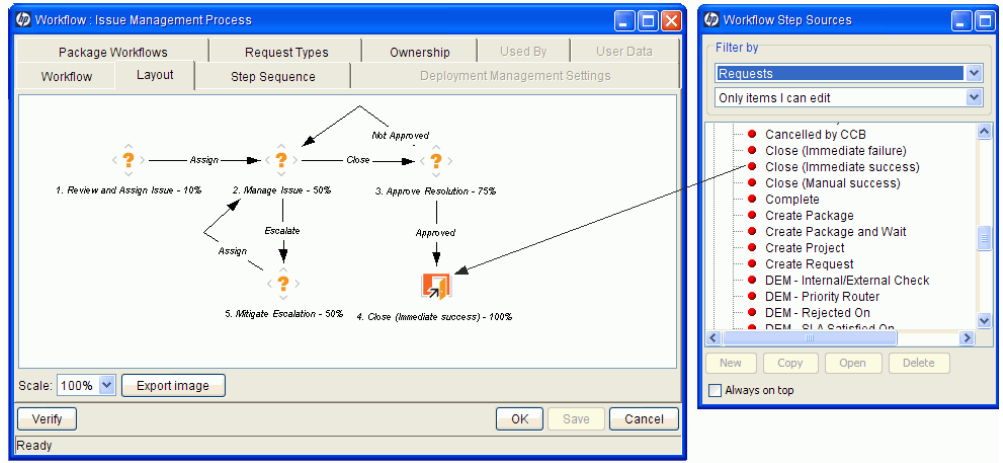 Workflow : Issue Management Process
Package Workflows
Request Types
Ownership
Used By
User Data
Workflow
Layout
Step Sequence
Deployment Management Settings
Not Approved
Assign
Close
1. Review and Assign Issue - 10%
2. Manage Issue - 50%
3. Approve Resolution - 75%
Escalate
Approved
Assign
5. Mitigate Escalation - 50%
4. Close (Immediate success) - 100%
Scale: 100% Export image
Verify
OK
Save
Cancel
Ready
hp Workflow Step Sources
Filter by
Requests
Only items I can edit
Cancelled by CCB
Close (Immediate failure)
Close (Immediate success)
Close (Manual success)
Complete
Create Package
Create Package and Wait
Create Project
Create Request
DEM - Internal/External Check
DEM - Priority Router
DEM - Rejected On
DEM - SLA Satisfied On
New
Copy
Open
Delete
Always on top